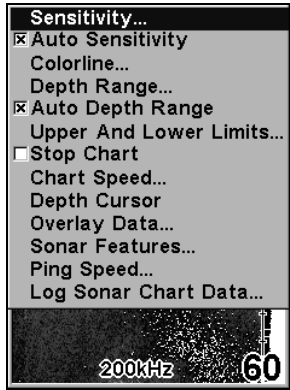 Sensitivity...
Auto Sensitivity
Colorline...
Depth Range...
Auto Depth Range
Upper And Lower Limits...
Stop Chart
Chart Speed...
Depth Cursor
Overlay Data...
Sonar Features...
Ping Speed...
Log Sonar Chart Data...
200kHz 60